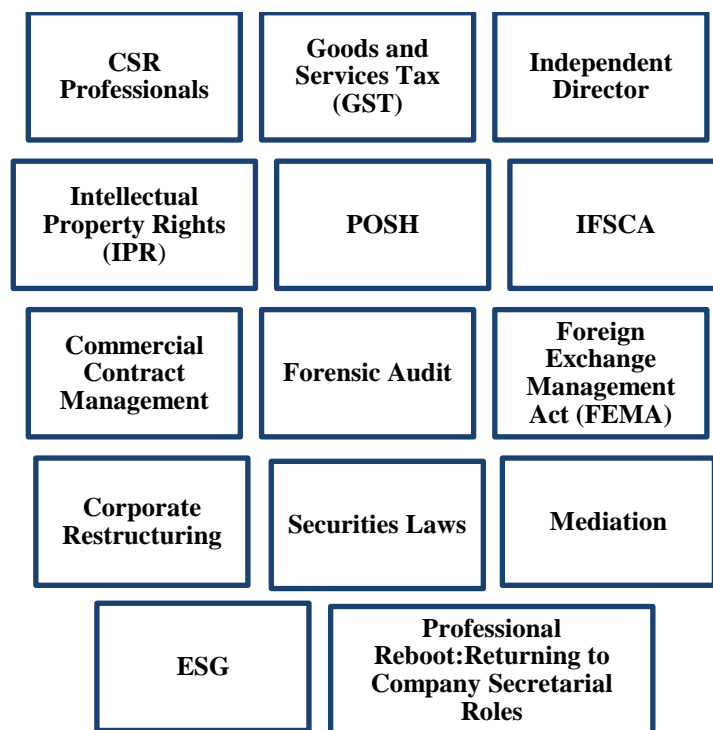 CSR
Professionals
Goods and
Services Tax
(GST)
Independent
Director
Intellectual
Property Rights
(IPR)
POSH
IFSCA
Commercial
Contract
Management
Forensic Audit
Foreign
Exchange
Management
Act (FEMA)
Corporate
Restructuring
Securities Laws
Mediation
ESG
Professional
Reboot:Returning to
Company Secretarial
Roles